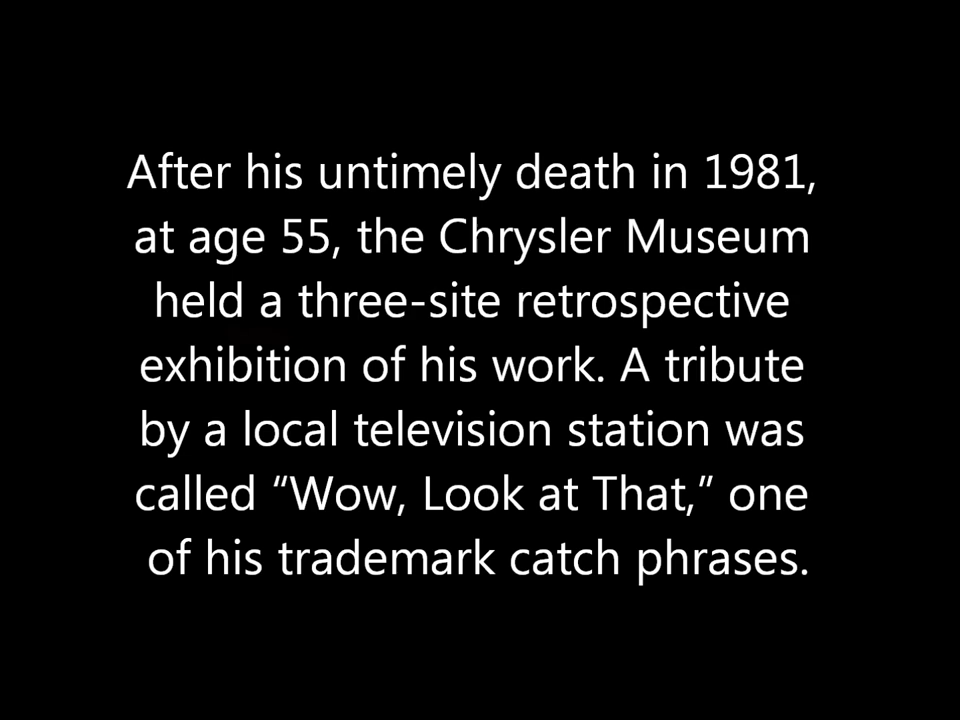 After his untimely death in 1981,
at age 55, the Chrysler Museum
held a three-site retrospective
exhibition of his work. A tribute
by a local television station was
called “Wow, Look at That,” one
of his trademark catch phrases.